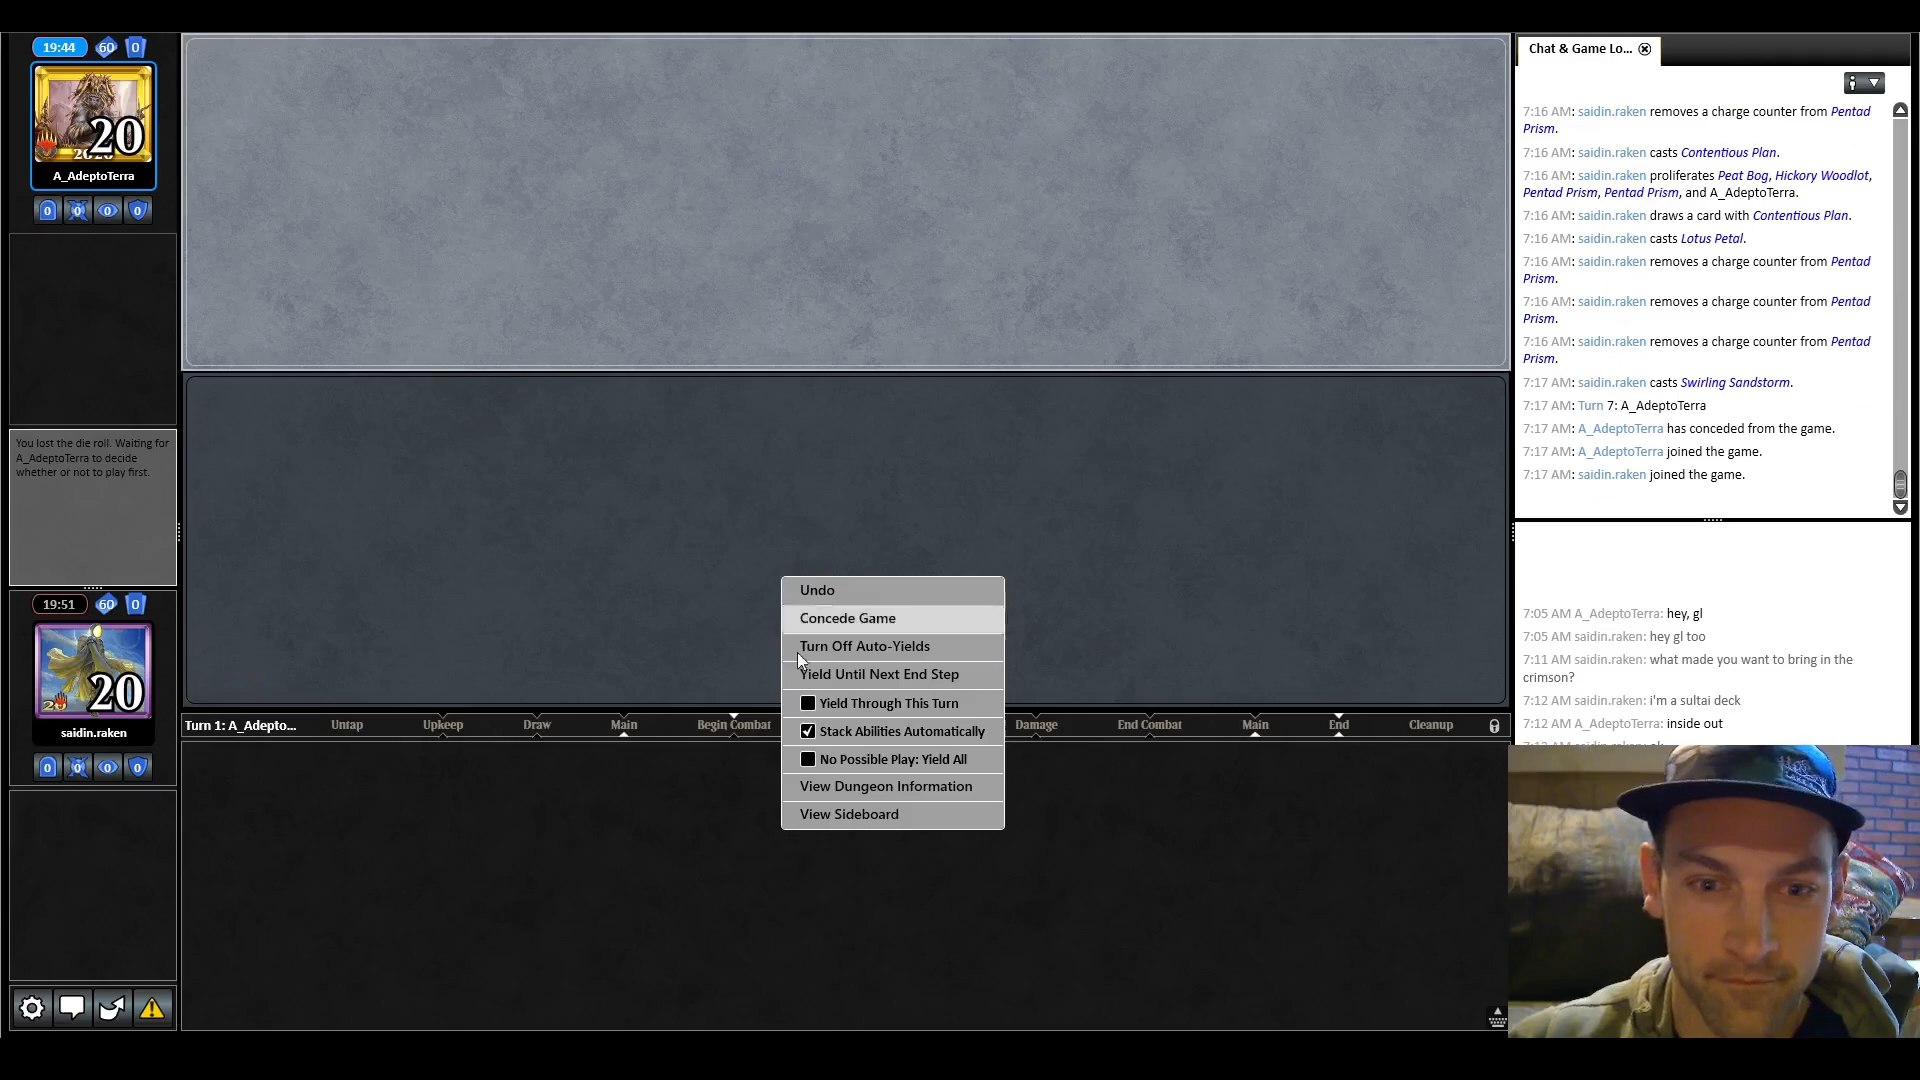 19:44 60 0
20
A_AdeptoTerra
0 0 0 0
You lost the die roll. Waiting for
A_AdeptoTerra to decide
whether or not to play first.
19:51 60 0
20
saidin.raken
0 0 0 0
Undo
Concede Game
Turn Off Auto-Yields
Yield Until Next End Step
Yield Through This Turn
Stack Abilities Automatically
No Possible Play: Yield All
View Dungeon Information
View Sideboard
Turn 1: A_Adepto... Untap Upkeep Draw Main Begin Combat Damage End Combat Main End Cleanup
Chat & Game Lo...
7:16 AM: saidin.raken removes a charge counter from Pentad
Prism.
7:16 AM: saidin.raken casts Contentious Plan.
7:16 AM: saidin.raken proliferates Peat Bog, Hickory Woodlot,
Pentad Prism, Pentad Prism, and A_AdeptoTerra.
7:16 AM: saidin.raken draws a card with Contentious Plan.
7:16 AM: saidin.raken casts Lotus Petal.
7:16 AM: saidin.raken removes a charge counter from Pentad
Prism.
7:16 AM: saidin.raken removes a charge counter from Pentad
Prism.
7:16 AM: saidin.raken removes a charge counter from Pentad
Prism.
7:17 AM: saidin.raken casts Swirling Sandstorm.
7:17 AM: Turn 7: A_AdeptoTerra
7:17 AM: A_AdeptoTerra has conceded from the game.
7:17 AM: A_AdeptoTerra joined the game.
7:17 AM: saidin.raken joined the game.
7:05 AM A_AdeptoTerra: hey, gl
7:05 AM saidin.raken: hey gl too
7:11 AM saidin.raken: what made you want to bring in the
crimson?
7:12 AM saidin.raken: i'm a sultai deck
7:12 AM A_AdeptoTerra: inside out